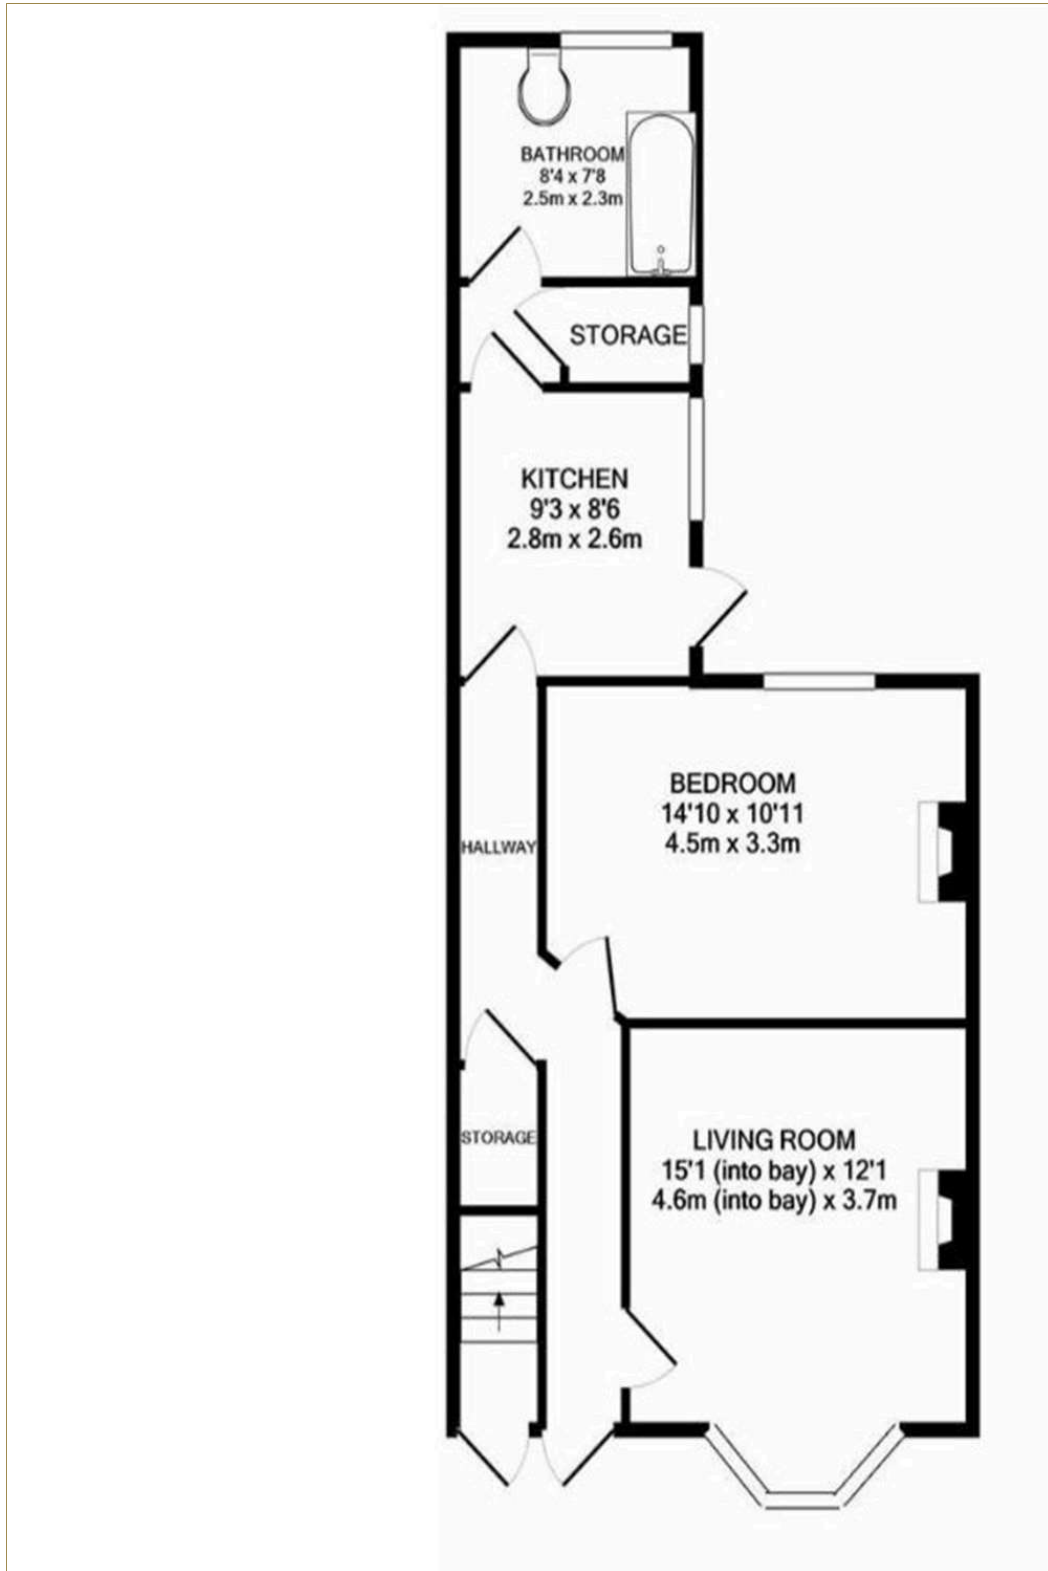 BATHROOM
8'4 x 7'8
2.5m x 2.3m
STORAGE
KITCHEN
9'3 x 8'6
2.8m x 2.6m
BEDROOM
14'10 x 10'11
4.5m x 3.3m
HALLWAY
STORAGE
LIVING ROOM
15'1 (into bay) x 12'1
4.6m (into bay) x 3.7m